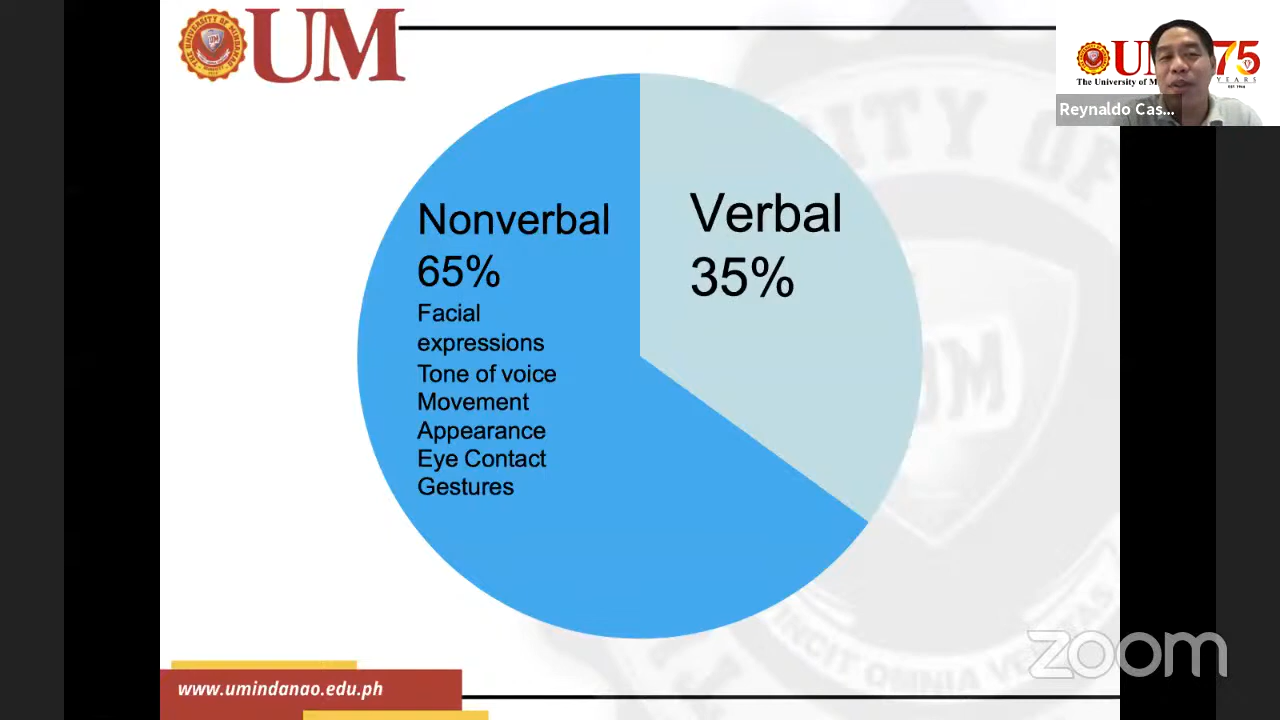 UM
75
YEARS
The University of M
Reynaldo Cas...
Nonverbal
65%
Facial
expressions
Tone of voice
Movement
Appearance
Eye Contact
Gestures
Verbal
35%
zoom
www.umindanao.edu.ph